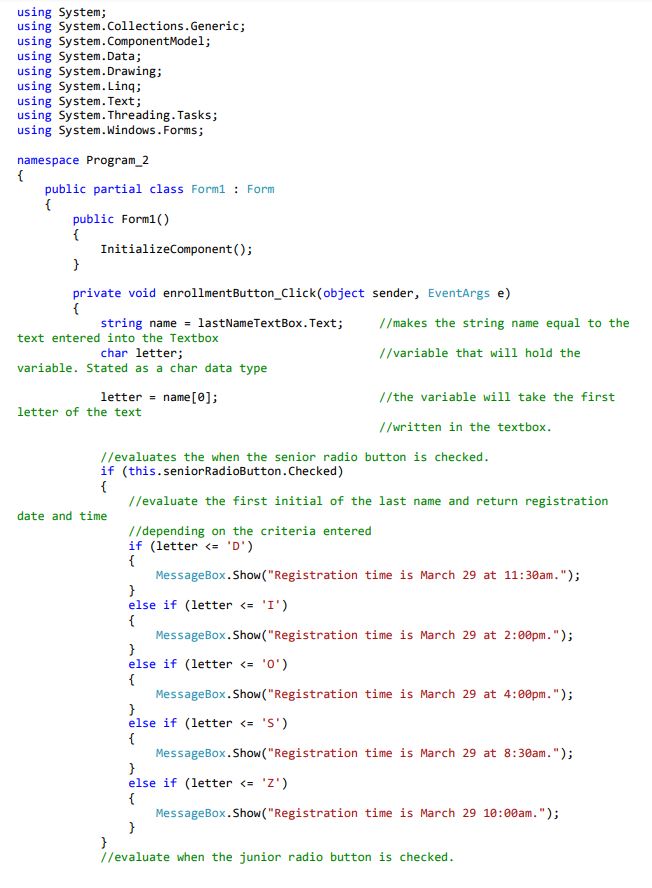 using System;
using System.Collections.Generic;
using System.ComponentModel;
using System.Data;
using System.Drawing;
using System.Linq;
using System.Text;
using System.Threading.Tasks;
using System.Windows.Forms;

namespace Program_2
{
    public partial class Form1 : Form
    {
        public Form1()
        {
            InitializeComponent();
        }

        private void enrollmentButton_Click(object sender, EventArgs e)
        {
            string name = lastNameTextBox.Text;     //makes the string name equal to the
text entered into the Textbox
            char letter;                            //variable that will hold the
variable. Stated as a char data type

            letter = name[0];                       //the variable will take the first
letter of the text
                                                    //written in the textbox.

            //evaluates the when the senior radio button is checked.
            if (this.seniorRadioButton.Checked)
            {
                //evaluate the first initial of the last name and return registration
date and time
                //depending on the criteria entered
                if (letter <= 'D')
                {
                    MessageBox.Show("Registration time is March 29 at 11:30am.");
                }
                else if (letter <= 'I')
                {
                    MessageBox.Show("Registration time is March 29 at 2:00pm.");
                }
                else if (letter <= 'O')
                {
                    MessageBox.Show("Registration time is March 29 at 4:00pm.");
                }
                else if (letter <= 'S')
                {
                    MessageBox.Show("Registration time is March 29 at 8:30am.");
                }
                else if (letter <= 'Z')
                {
                    MessageBox.Show("Registration time is March 29 10:00am.");
                }
            }
            //evaluate when the junior radio button is checked.